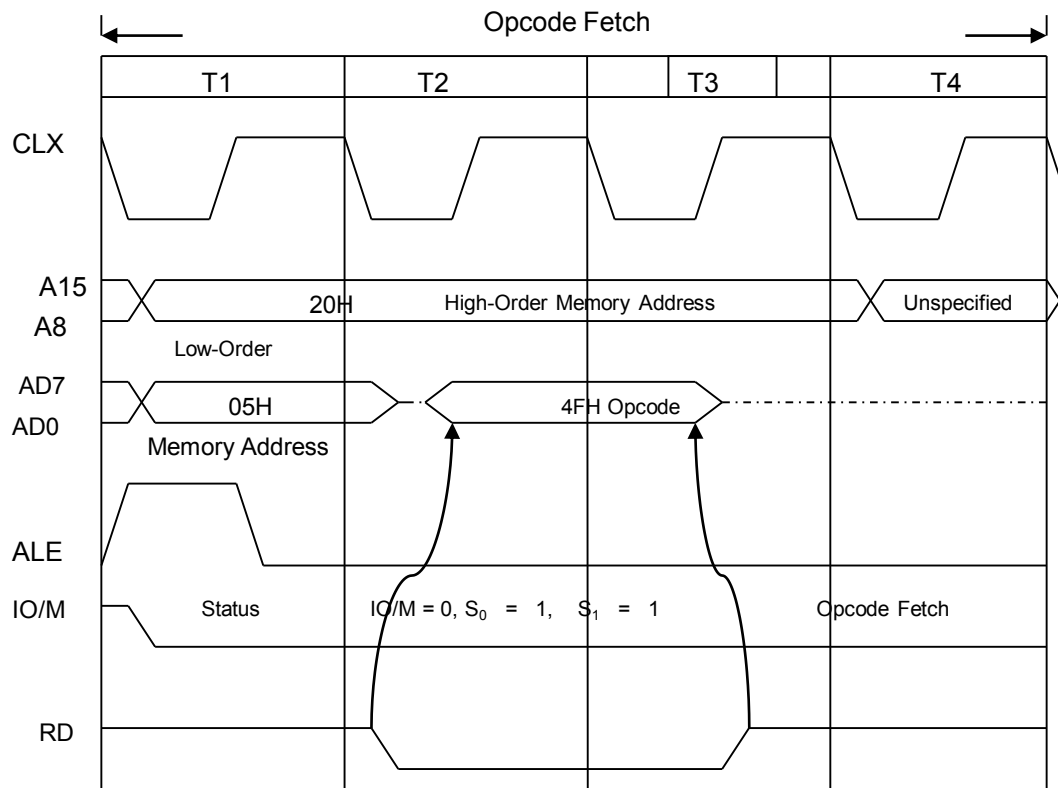 Opcode Fetch
T1 T2 T3 T4
CLX
A15
20H High-Order Memory Address Unspecified
A8
Low-Order
AD7
05H 4FH Opcode
AD0
Memory Address
ALE
IO/M Status IO/M = 0, S₀ = 1, S₁ = 1 Opcode Fetch
RD